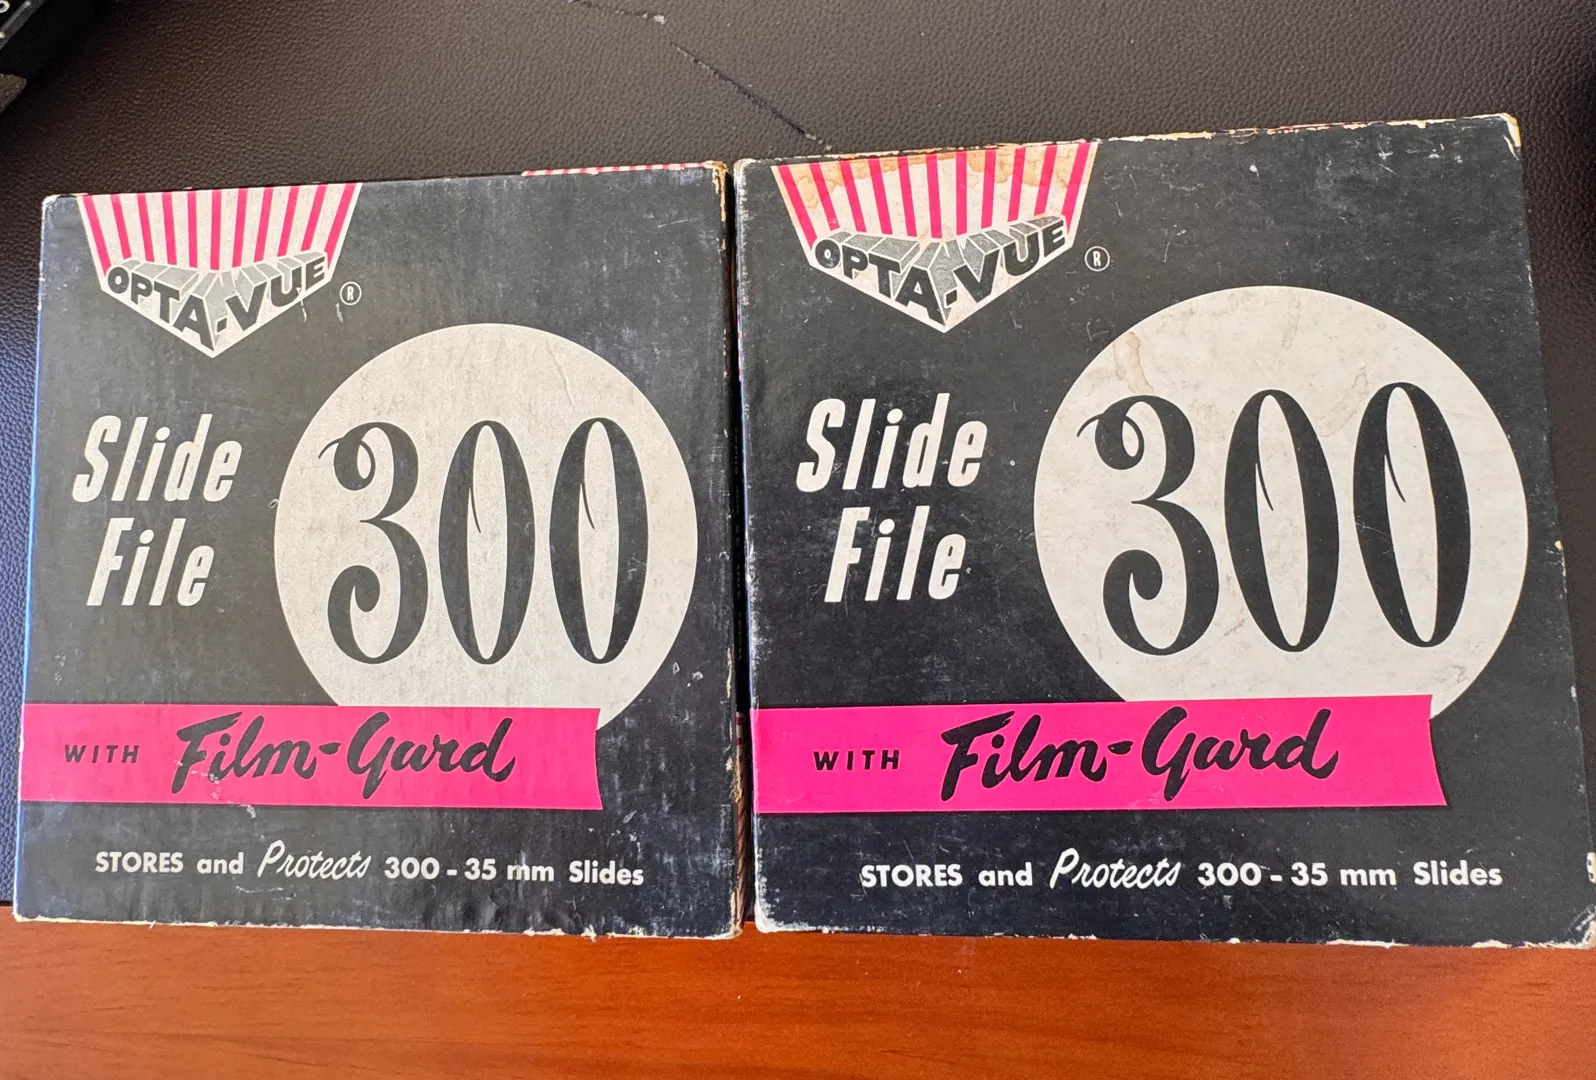 OPTA-VUE ®
Slide
File
300
WITH Film-Gard
STORES and Protects 300-35 mm Slides
OPTA-VUE ®
Slide
File
300
WITH Film-Gard
STORES and Protects 300-35 mm Slides